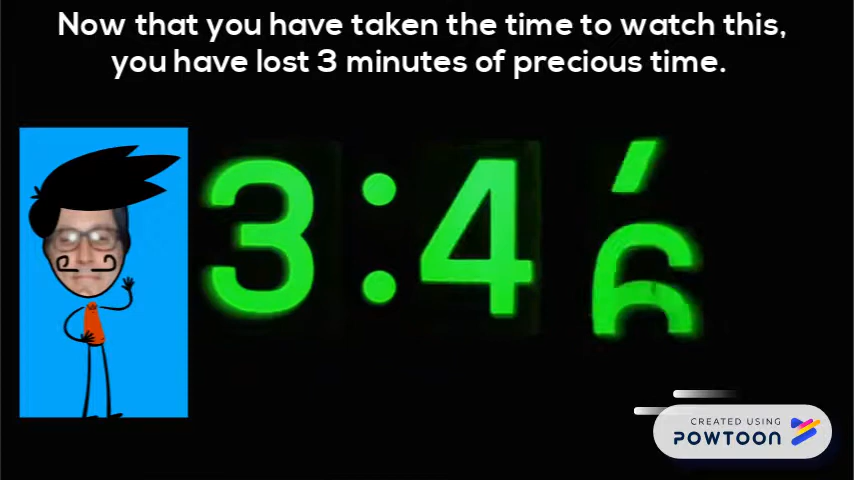 Now that you have taken the time to watch this,
you have lost 3 minutes of precious time.
3:4
CREATED USING
POWTOON